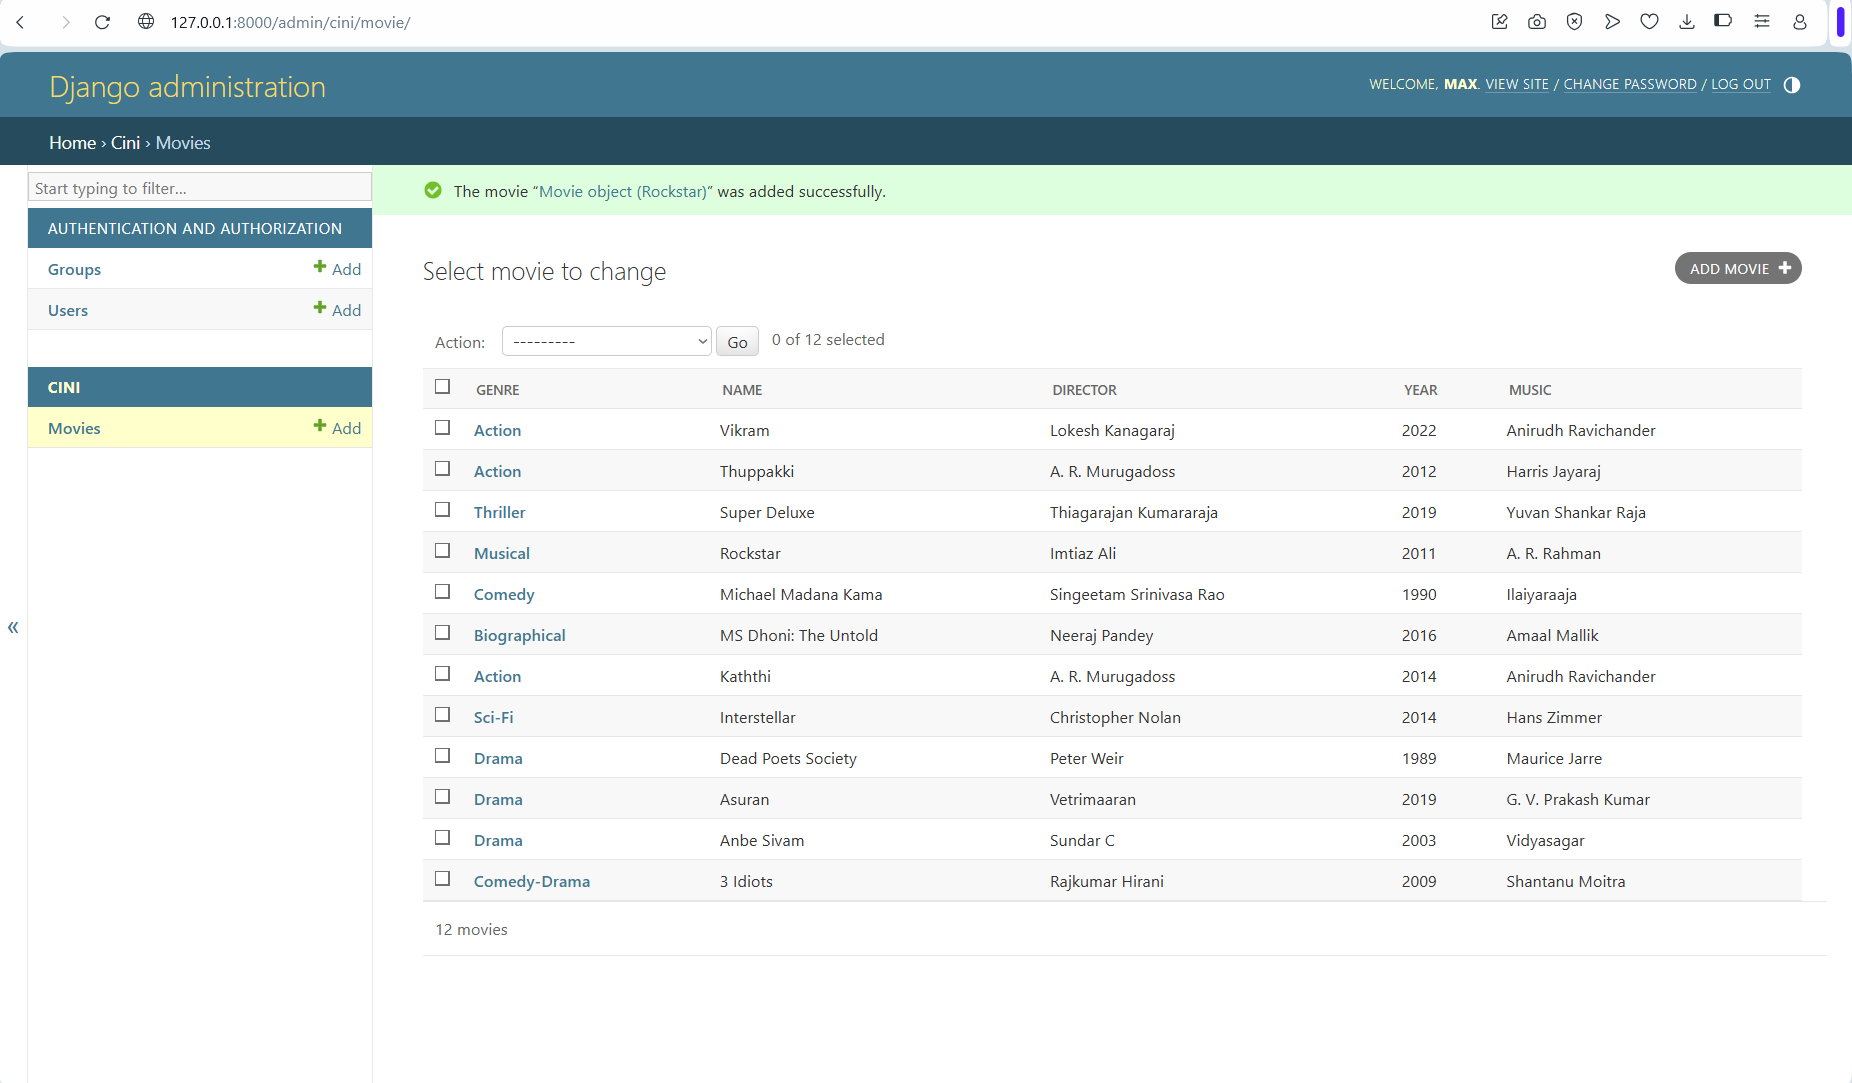 127.0.0.1:8000/admin/cini/movie/
Django administration
WELCOME, MAX. VIEW SITE / CHANGE PASSWORD / LOG OUT
Home › Cini › Movies
Start typing to filter...
AUTHENTICATION AND AUTHORIZATION
Groups Add
Users Add
CINI
Movies Add
«
The movie “Movie object (Rockstar)” was added successfully.
Select movie to change
ADD MOVIE
Action: --------- Go 0 of 12 selected
GENRE NAME DIRECTOR YEAR MUSIC
Action Vikram Lokesh Kanagaraj 2022 Anirudh Ravichander
Action Thuppakki A. R. Murugadoss 2012 Harris Jayaraj
Thriller Super Deluxe Thiagarajan Kumararaja 2019 Yuvan Shankar Raja
Musical Rockstar Imtiaz Ali 2011 A. R. Rahman
Comedy Michael Madana Kama Singeetam Srinivasa Rao 1990 Ilaiyaraaja
Biographical MS Dhoni: The Untold Neeraj Pandey 2016 Amaal Mallik
Action Kaththi A. R. Murugadoss 2014 Anirudh Ravichander
Sci-Fi Interstellar Christopher Nolan 2014 Hans Zimmer
Drama Dead Poets Society Peter Weir 1989 Maurice Jarre
Drama Asuran Vetrimaaran 2019 G. V. Prakash Kumar
Drama Anbe Sivam Sundar C 2003 Vidyasagar
Comedy-Drama 3 Idiots Rajkumar Hirani 2009 Shantanu Moitra
12 movies